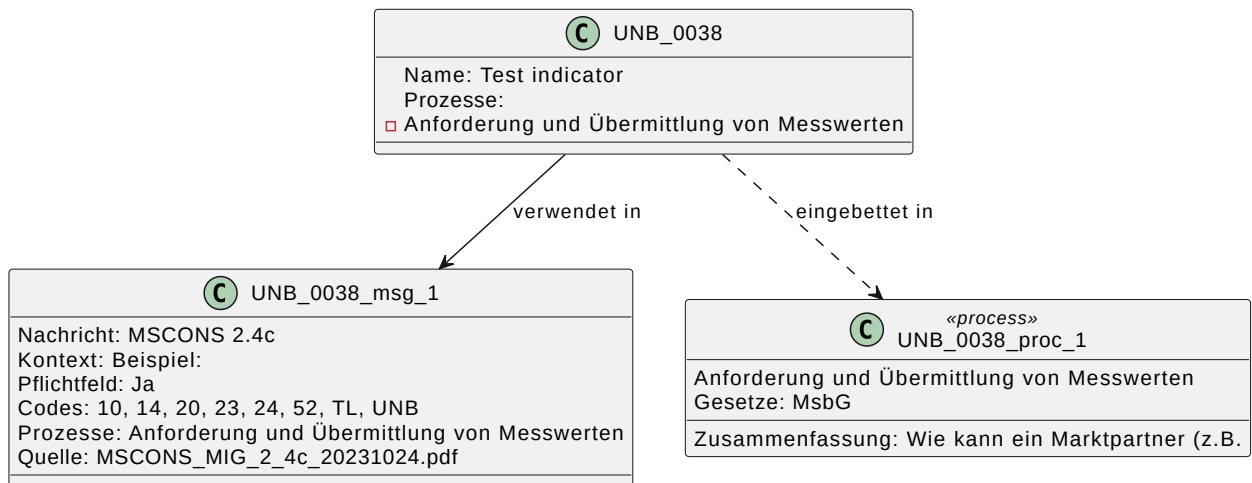 C UNB_0038
Name: Test indicator
Prozesse:
Anforderung und Übermittlung von Messwerten
verwendet in
eingebettet in
C UNB_0038_msg_1
Nachricht: MSCONS 2.4c
Kontext: Beispiel:
Pflichtfeld: Ja
Codes: 10, 14, 20, 23, 24, 52, TL, UNB
Prozesse: Anforderung und Übermittlung von Messwerten
Quelle: MSCONS_MIG_2_4c_20231024.pdf
«process»
C UNB_0038_proc_1
Anforderung und Übermittlung von Messwerten
Gesetze: MsbG
Zusammenfassung: Wie kann ein Marktpartner (z.B.